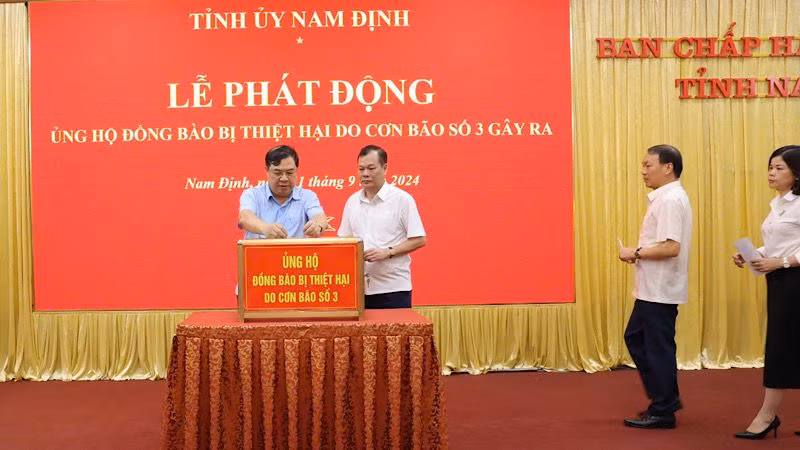 TỈNH ỦY NAM ĐỊNH
LỄ PHÁT ĐỘNG
ỦNG HỘ ĐỒNG BÀO BỊ THIỆT HẠI DO CƠN BÃO SỐ 3 GÂY RA
Nam Định, 1 tháng 9 2024
BAN CHẤP HÀ
TỈNH NA
ỦNG HỘ
ĐỒNG BÀO BỊ THIỆT HẠI
DO CƠN BÃO SỐ 3